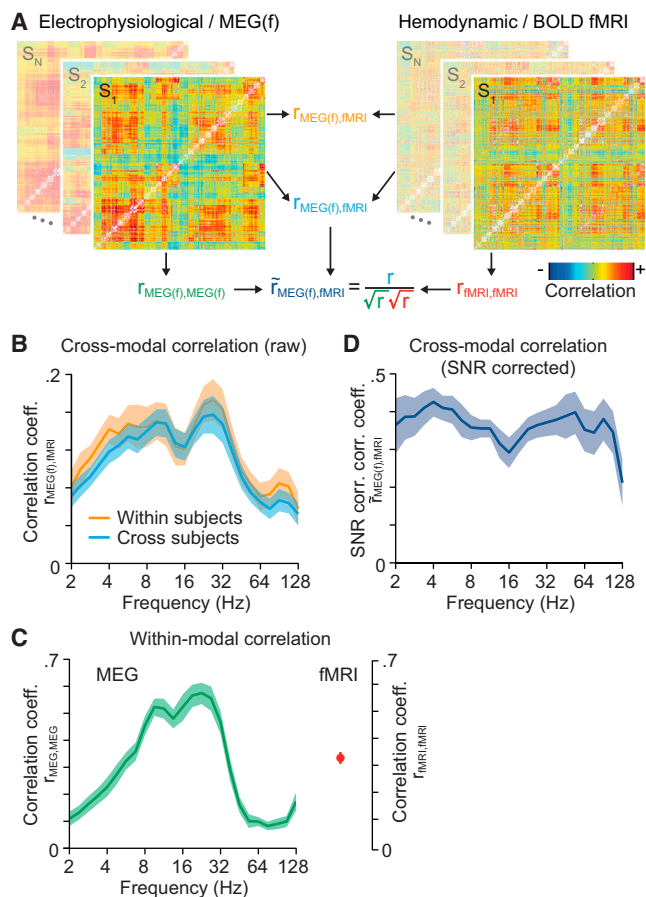 A Electrophysiological / MEG(f) Hemodynamic / BOLD fMRI
S_N S_N
S_2 S_2
S_1 S_1
r_MEG(f),fMRI
r_MEG(f),fMRI
r_MEG(f),MEG(f) r̃_MEG(f),fMRI = r / √r √r r_fMRI,fMRI
- +
Correlation
B Cross-modal correlation (raw)
.2
0
Correlation coeff.
r_MEG(f),fMRI
Within subjects
Cross subjects
2 4 8 16 32 64 128
Frequency (Hz)
D Cross-modal correlation
(SNR corrected)
.5
0
SNR corr. corr. coeff.
r̃_MEG(f),fMRI
2 4 8 16 32 64 128
Frequency (Hz)
C Within-modal correlation
MEG fMRI
.7 .7
0 0
Correlation coeff.
r_MEG,MEG
Correlation coeff.
r_fMRI,fMRI
2 4 8 16 32 64 128
Frequency (Hz)